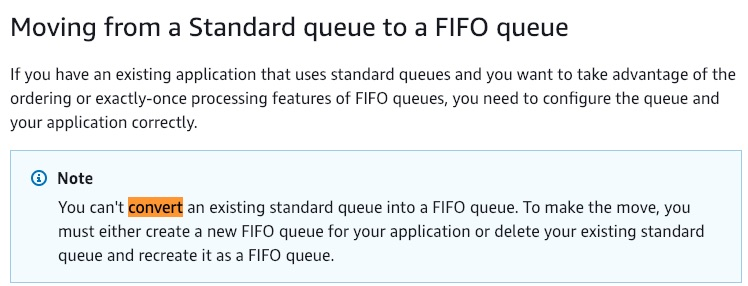 Moving from a Standard queue to a FIFO queue
If you have an existing application that uses standard queues and you want to take advantage of the
ordering or exactly-once processing features of FIFO queues, you need to configure the queue and
your application correctly.
Note
You can't convert an existing standard queue into a FIFO queue. To make the move, you
must either create a new FIFO queue for your application or delete your existing standard
queue and recreate it as a FIFO queue.